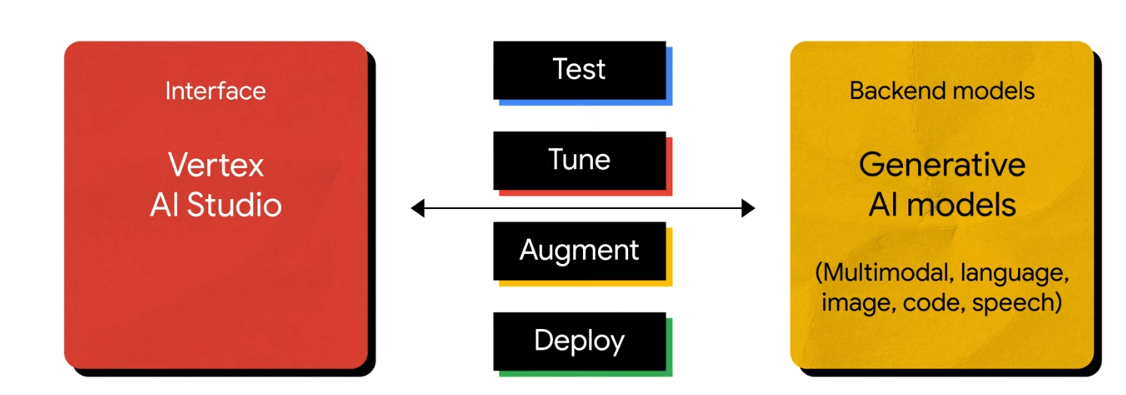 Interface
Vertex
AI Studio
Test
Tune
Augment
Deploy
Backend models
Generative
AI models
(Multimodal, language,
image, code, speech)